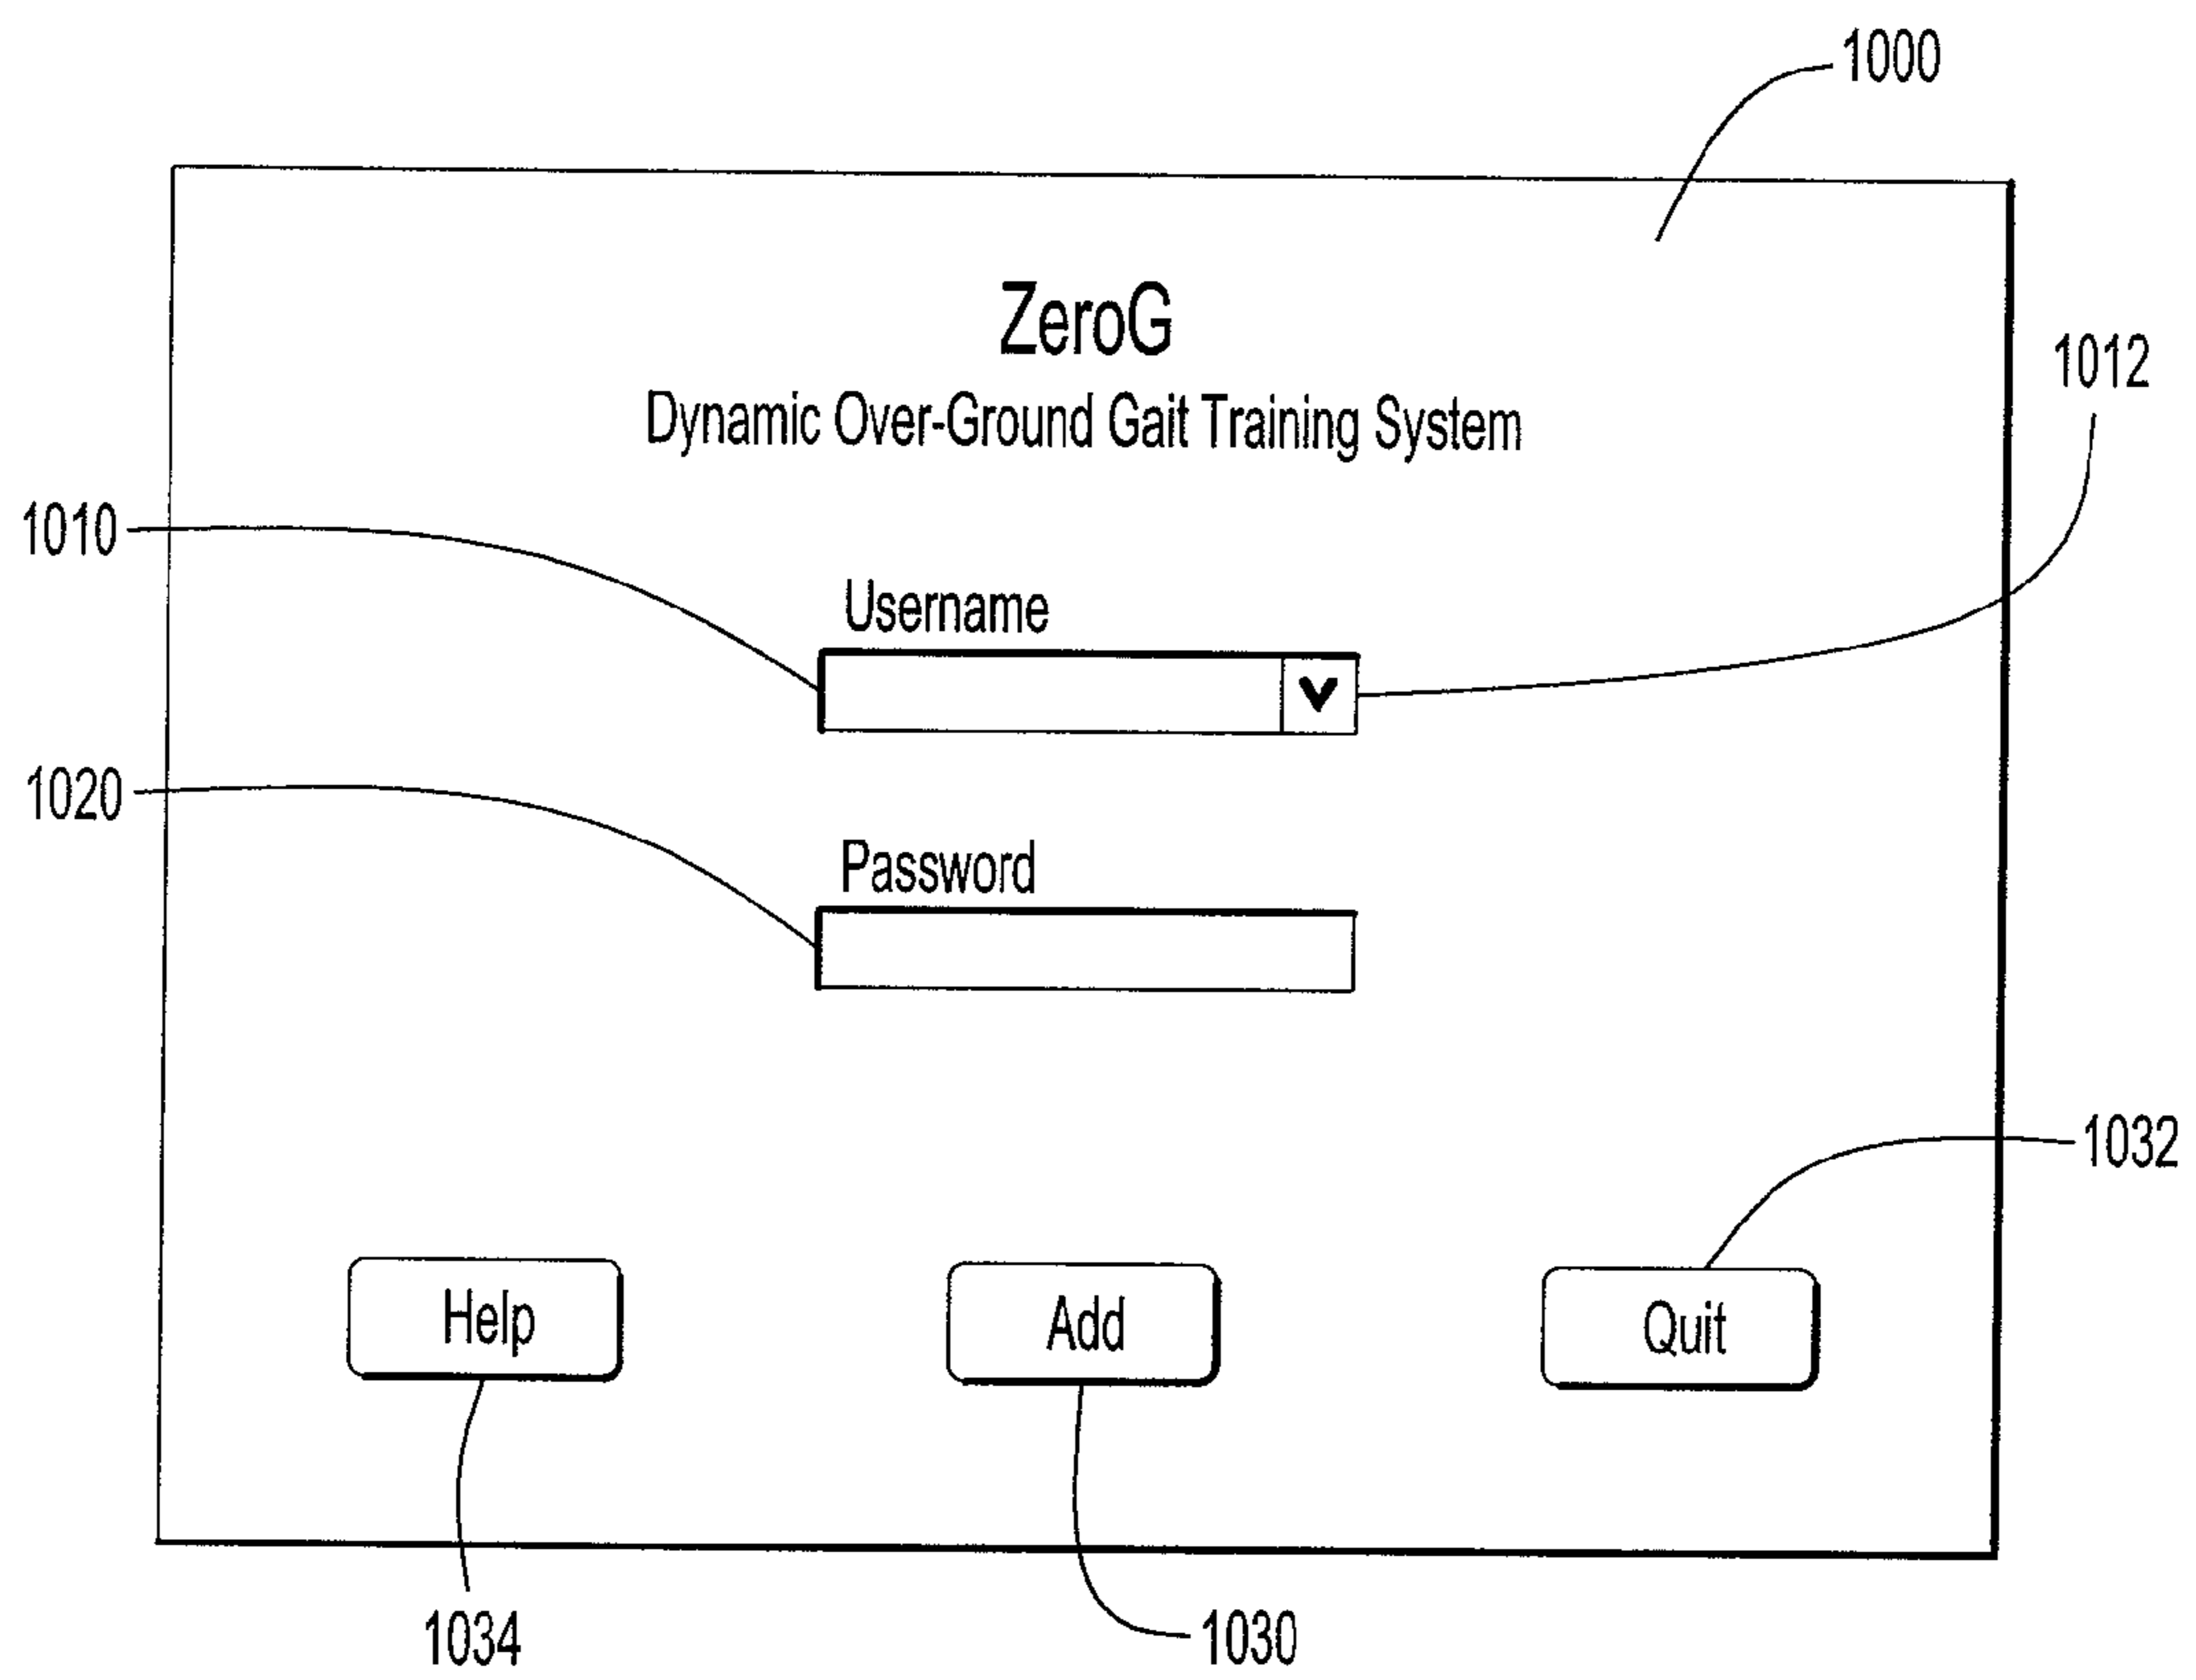 1000
ZeroG
1012
Dynamic Over-Ground Gait Training System
1010
Username
1020
Password
1032
Help
Add
Quit
1034
1030